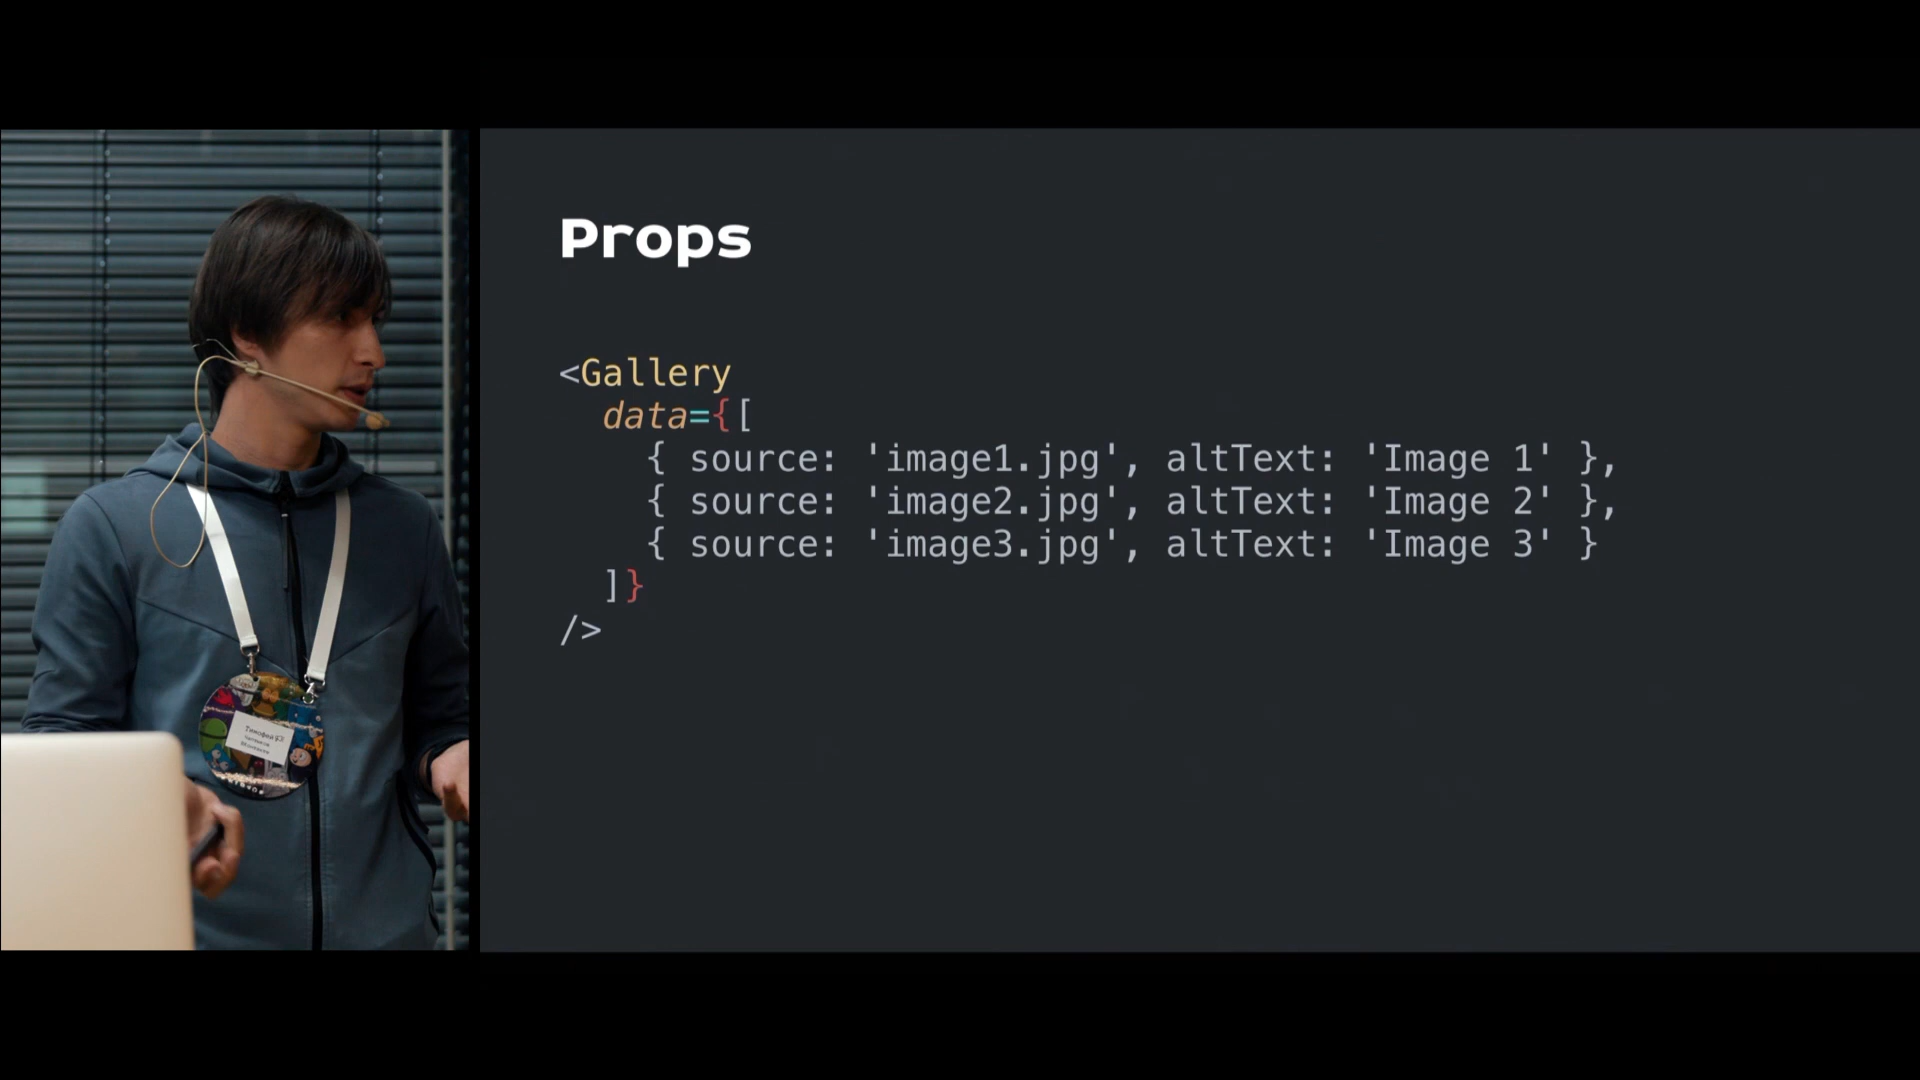 Props
<Gallery
data={[
{ source: 'image1.jpg', altText: 'Image 1' },
{ source: 'image2.jpg', altText: 'Image 2' },
{ source: 'image3.jpg', altText: 'Image 3' }
]}
/>
Тимофей